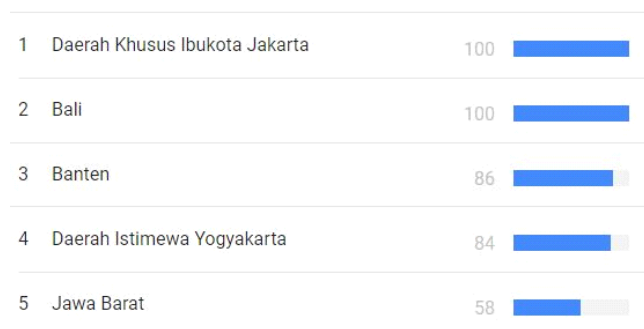 1 Daerah Khusus Ibukota Jakarta 100
2 Bali 100
3 Banten 86
4 Daerah Istimewa Yogyakarta 84
5 Jawa Barat 58